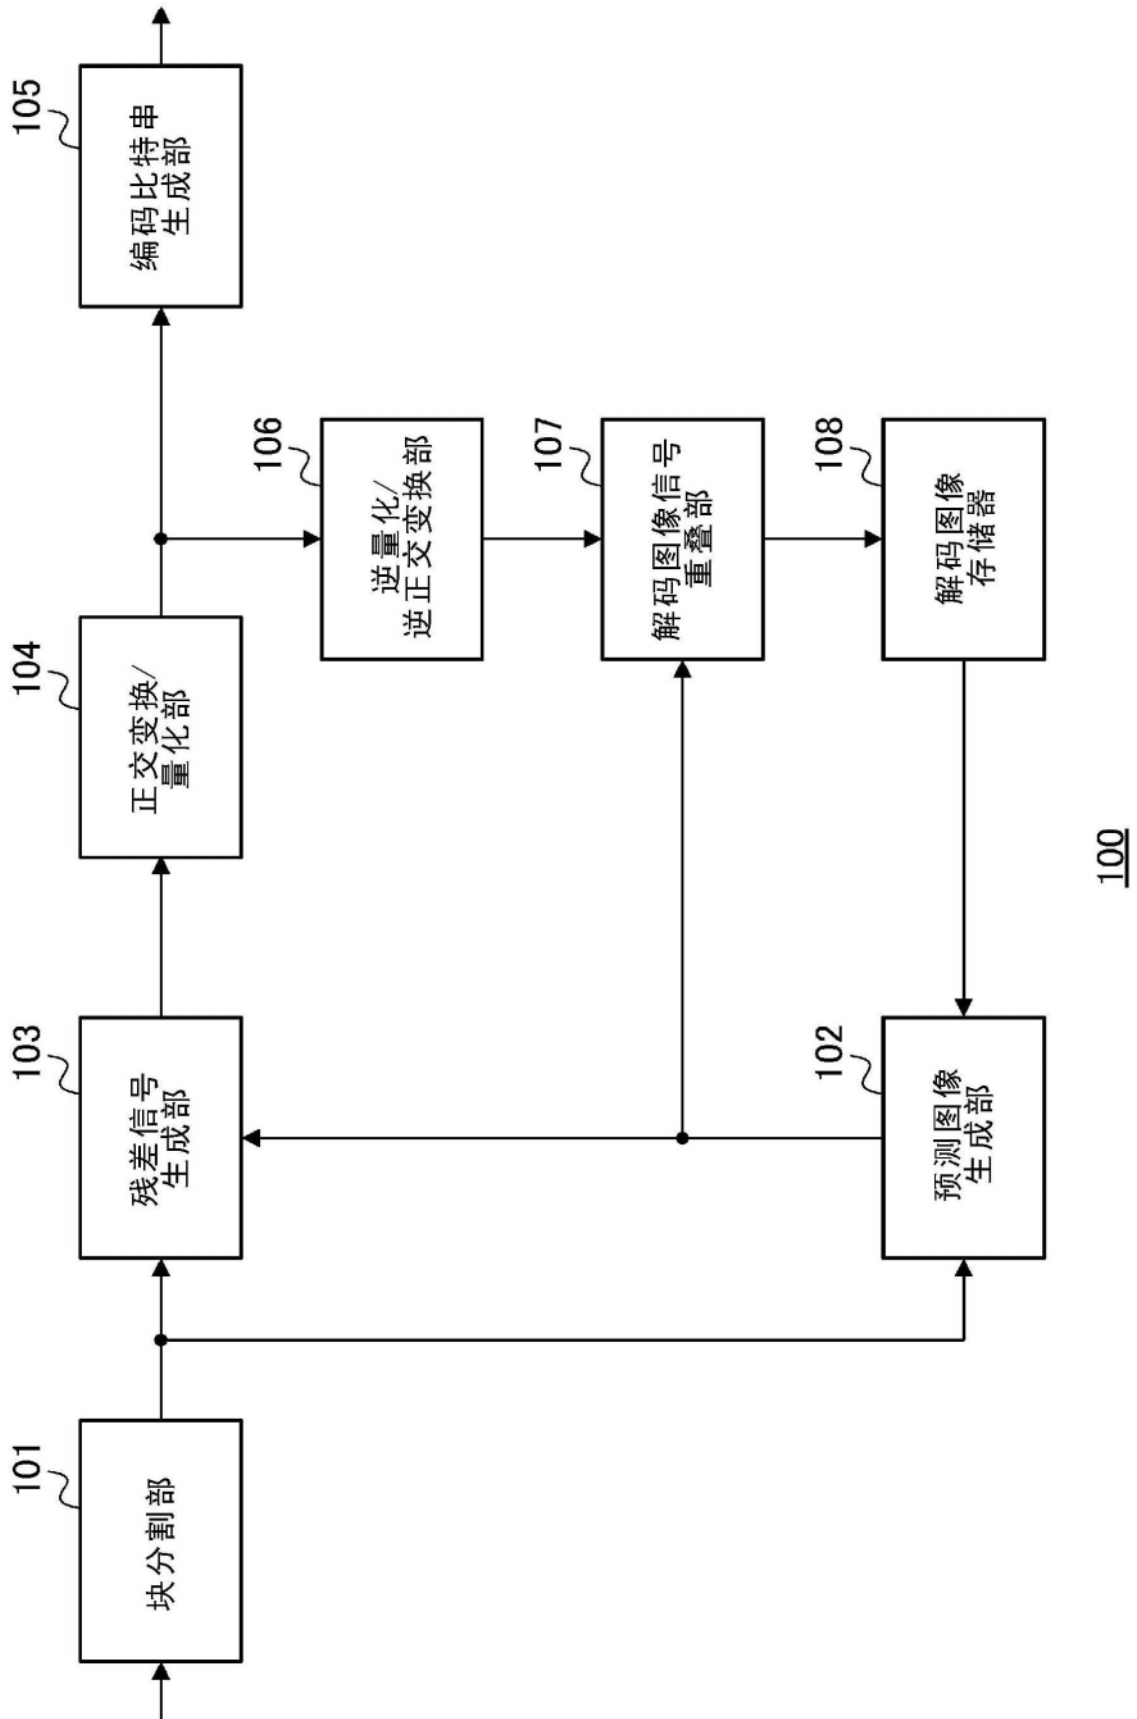 101
块分割部
103
残差信号
生成部
104
正交变换/
量化部
105
编码比特串
生成部
106
逆量化/
逆正交变换部
107
解码图像信号
重叠部
102
预测图像
生成部
108
解码图像
存储器
100